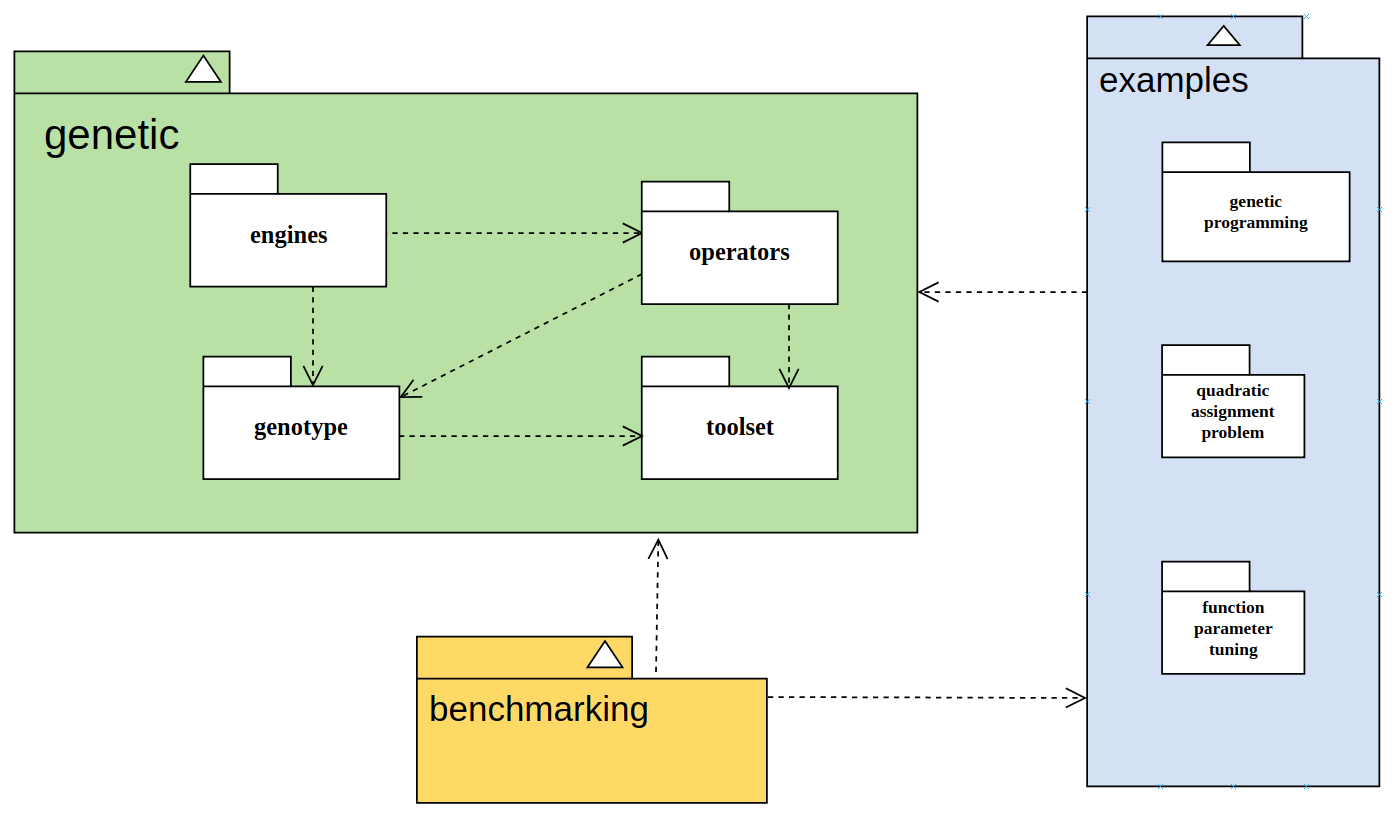 genetic
engines
operators
genotype
toolset
benchmarking
examples
genetic
programming
quadratic
assignment
problem
function
parameter
tuning